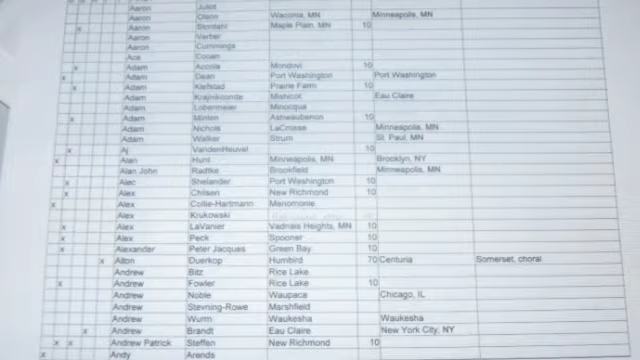 Aaron Juliot
Aaron Olson Waconia, MN Minneapolis, MN
x Aaron Stordahl Maple Plain, MN 10
Aaron Verber
Aaron Cummings
Ace
x Adam Accola Mondovi 10
x Adam Dean Port Washington Port Washington
x Adam Klefstad Prairie Farm 10
Adam Mishicot Eau Claire
Adam Lobermeier Minocqua
x Adam Minten Ashwaubenon 10
Adam Nichols LaCrosse Minneapolis, MN
Adam Walker Strum St. Paul, MN
x Aj VandenHeuvel 10
x Alan Hunt Minneapolis, MN Brooklyn, NY
Alan John Radtke Brookfield Minneapolis, MN
x Alec Shelander Port Washington 10
x Alex Chilsen New Richmond 10
x Alex Collie-Hartmann Menomonie
Alex Krukowski
x Alex LaVanier Vadnais Heights, MN 10
x Alex Peck Spooner 10
x Alexander Peter Jacques Green Bay 10
x Alton Duerkop Humbird 70 Centuria Somerset, choral
Andrew Bitz Rice Lake
x Andrew Fowler Rice Lake 10
Andrew Noble Waupaca Chicago, IL
Andrew Stevning-Rowe Marshfield
Andrew Wurm Waukesha Waukesha
x Andrew Brandt Eau Claire New York City, NY
x x Andrew Patrick Steffen New Richmond 10
x Andy Arends